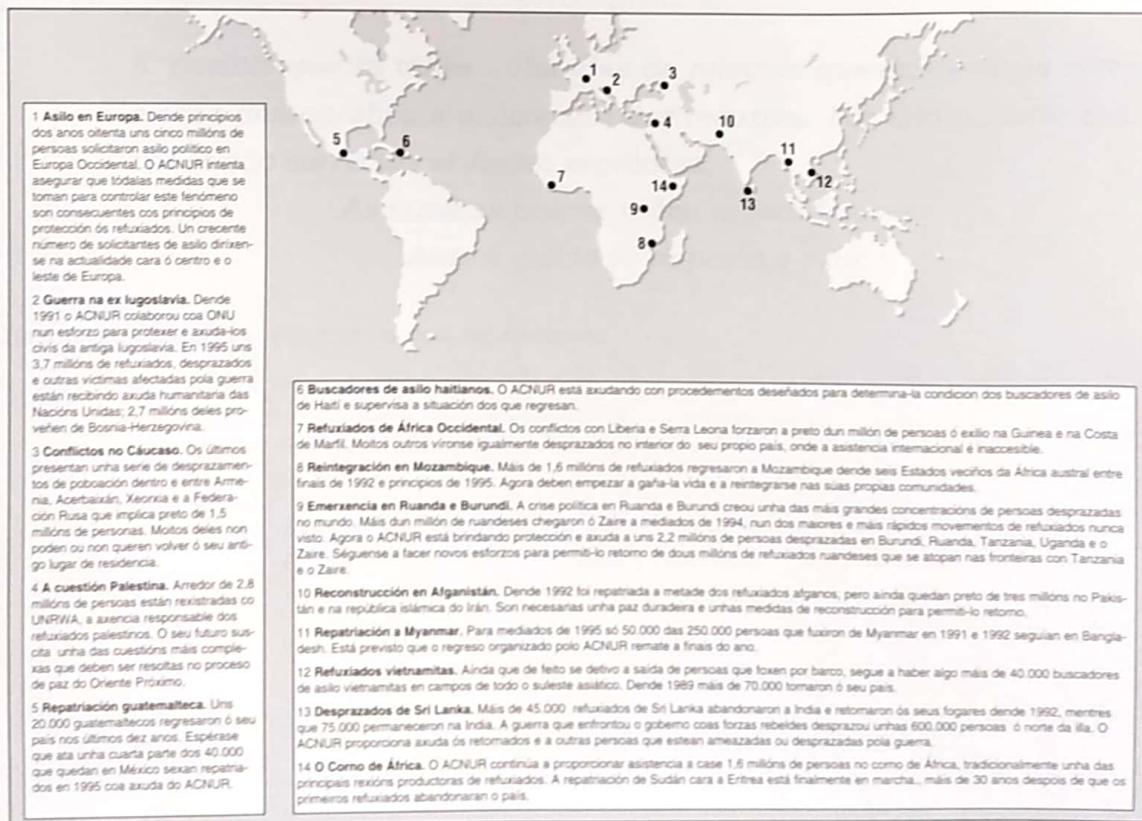 1
2
3
4
5
6
7
8
9
10
11
12
13
14
1 Asilo en Europa. Dende principios
dos anos oitenta uns cinco millóns de
persoas solicitaron asilo político en
Europa Occidental. O ACNUR intenta
asegurar que tódalas medidas que se
toman para controlar este fenómeno
son consecuentes cos principios de
protección ós refuxiados. Un crecente
número de solicitantes de asilo dirixen-
se na actualidade cara ó centro e o
leste de Europa.
2 Guerra na ex Iugoslavia. Dende
1991 o ACNUR colaborou coa ONU
nun esforzo para protexer e axuda-los
civís da antiga Iugoslavia. En 1995 uns
3,7 millóns de refuxiados, desprazados
e outras víctimas afectadas pola guerra
están recibindo axuda humanitaria das
Nacións Unidas; 2,7 millóns deles pro-
veñen de Bosnia-Herzegovina.
3 Conflictos no Cáucaso. Os últimos
presentan unha serie de desprazamen-
tos de poboación dentro e entre Arme-
nia, Acerbaixán, Xeorxia e a Federa-
ción Rusa que implica preto de 1,5
millóns de personas. Moitos deles non
poden ou non queren volver ó seu anti-
go lugar de residencia.
4 A cuestión Palestina. Arredor de 2,8
millóns de persoas están rexistradas co
UNRWA, a axencia responsable dos
refuxiados palestinos. O seu futuro sus-
cita unha das cuestións máis comple-
xas que deben ser resoltas no proceso
de paz do Oriente Próximo.
5 Repatriación guatemalteca. Uns
20.000 guatemaltecos regresaron ó seu
país nos últimos dez anos. Espérase
que ata unha cuarta parte dos 40.000
que quedan en México sexan repatria-
dos en 1995 coa axuda do ACNUR.
6 Buscadores de asilo haitianos. O ACNUR está axudando con procedementos deseñados para determina-la condición dos buscadores de asilo
de Haití e supervisa a situación dos que regresan.
7 Refuxiados de África Occidental. Os conflictos con Liberia e Serra Leona forzaron a preto dun millón de persoas ó exilio na Guinea e na Costa
de Marfil. Moitos outros víronse igualmente desprazados no interior do seu propio país, onde a asistencia internacional é inaccesible.
8 Reintegración en Mozambique. Máis de 1,6 millóns de refuxiados regresaron a Mozambique dende seis Estados veciños da África austral entre
finais de 1992 e principios de 1995. Agora deben empezar a gaña-la vida e a reintegrarse nas súas propias comunidades.
9 Emerxencia en Ruanda e Burundi. A crise política en Ruanda e Burundi creou unha das máis grandes concentracións de persoas desprazadas
no mundo. Máis dun millón de ruandeses chegaron ó Zaire a mediados de 1994, nun dos maiores e máis rápidos movementos de refuxiados nunca
visto. Agora o ACNUR está brindando protección e axuda a uns 2,2 millóns de persoas desprazadas en Burundi, Ruanda, Tanzania, Uganda e o
Zaire. Séguense a facer novos esforzos para permiti-lo retorno de dous millóns de refuxiados ruandeses que se atopan nas fronteiras con Tanzania
e o Zaire.
10 Reconstrucción en Afganistán. Dende 1992 foi repatriada a metade dos refuxiados afganos, pero aínda quedan preto de tres millóns no Pakis-
tán e na república islámica do Irán. Son necesarias unha paz duradeira e unhas medidas de reconstrucción para permiti-lo retorno.
11 Repatriación a Myanmar. Para mediados de 1995 só 50.000 das 250.000 persoas que fuxiron de Myanmar en 1991 e 1992 seguían en Bangla-
desh. Está previsto que o regreso organizado polo ACNUR remate a finais do ano.
12 Refuxiados vietnamitas. Aínda que de feito se detivo a saída de persoas que foxen por barco, segue a haber algo máis de 40.000 buscadores
de asilo vietnamitas en campos de todo o suleste asiático. Dende 1989 máis de 70.000 tornaron ó seu país.
13 Desprazados de Sri Lanka. Máis de 45.000 refuxiados de Sri Lanka abandonaron a India e retornaron ós seus fogares dende 1992, mentres
que 75.000 permaneceron na India. A guerra que enfrontou o goberno coas forzas rebeldes desprazou unhas 600.000 persoas ó norte da illa. O
ACNUR proporciona axuda ós retornados e a outras persoas que estean ameazadas ou desprazadas pola guerra.
14 O Corno de África. O ACNUR continúa a proporcionar asistencia a case 1,6 millóns de persoas no corno de África, tradicionalmente unha das
principais rexións productoras de refuxiados. A repatriación de Sudán cara a Eritrea está finalmente en marcha., máis de 30 anos despois de que os
primeiros refuxiados abandonaran o país.